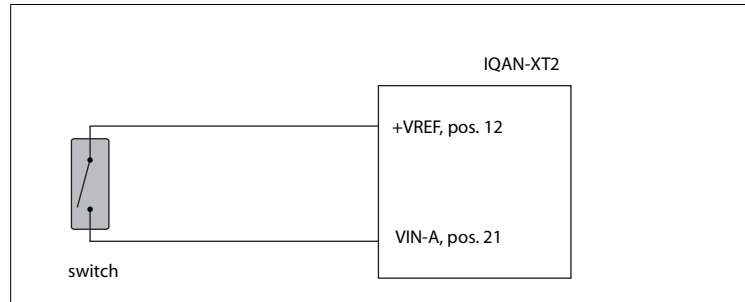 IQAN-XT2
+VREF, pos. 12
VIN-A, pos. 21
switch